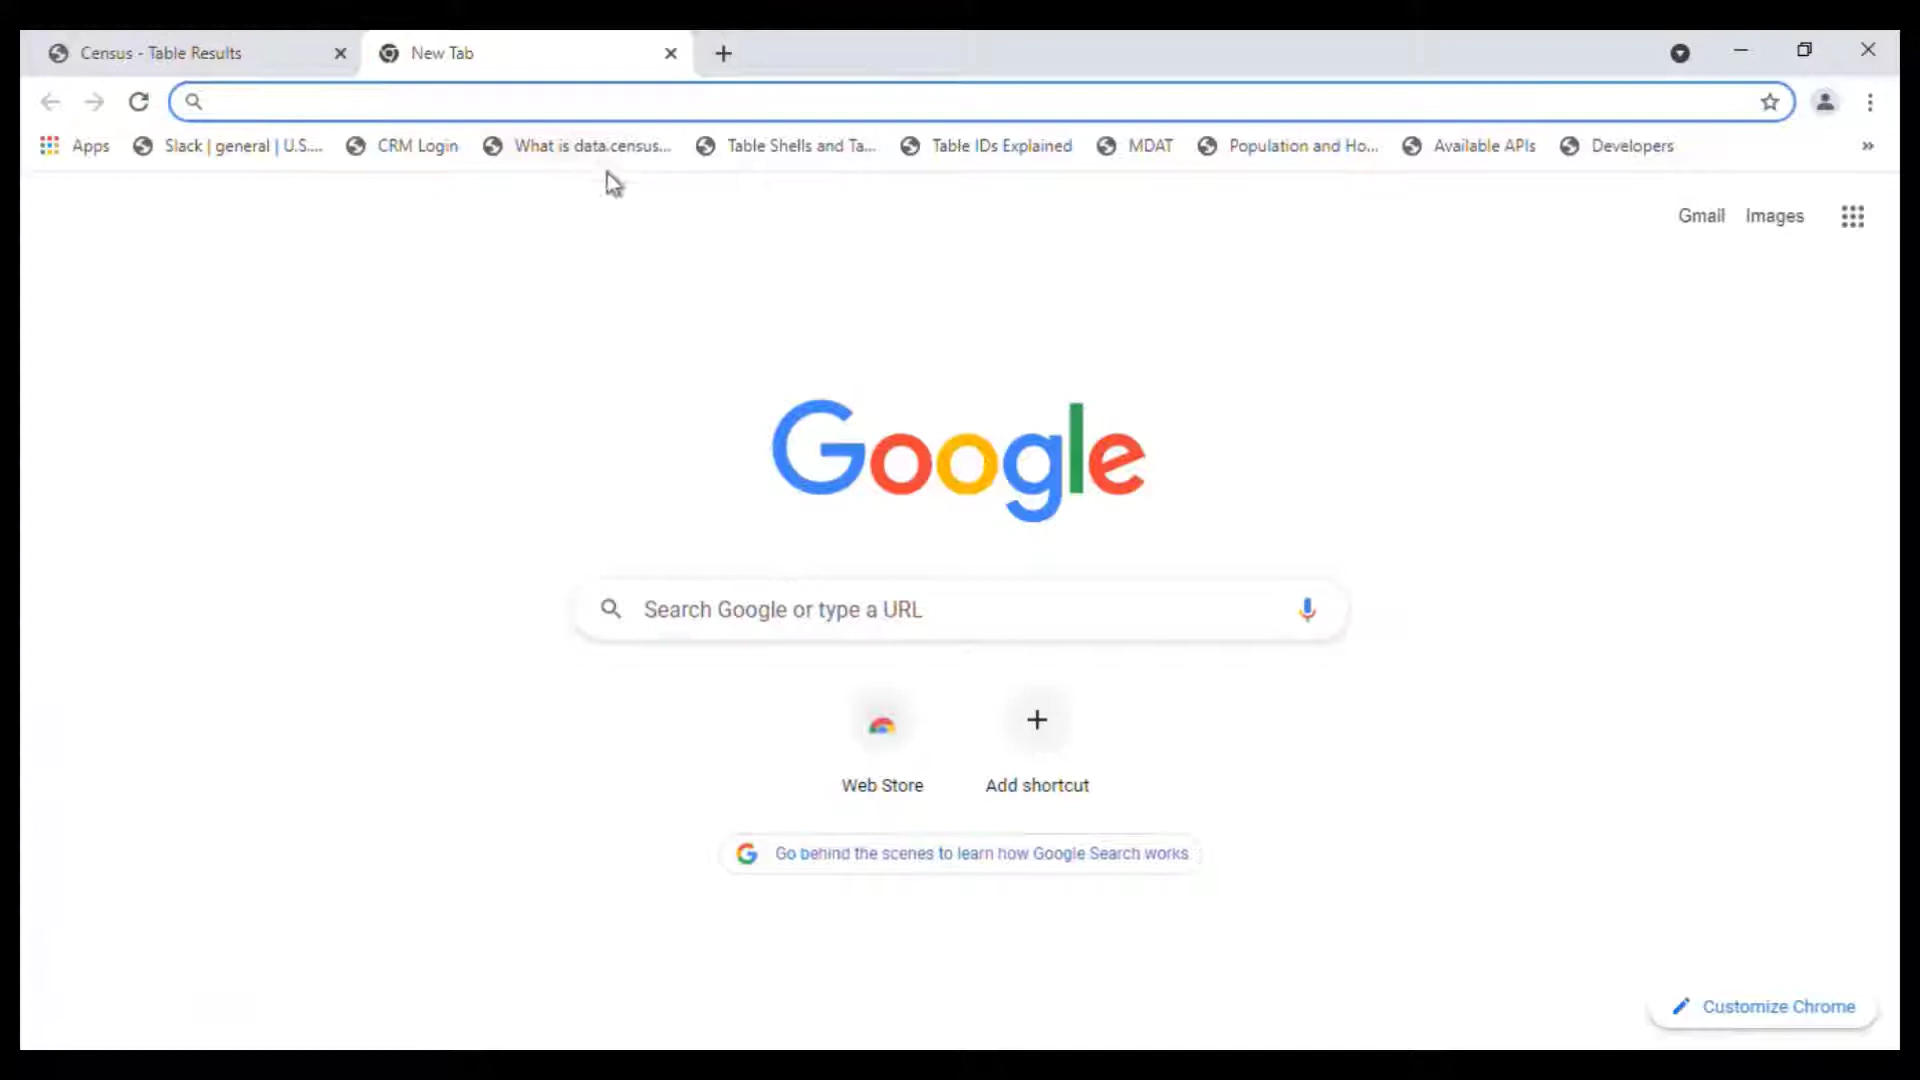 Census - Table Results
New Tab
Apps
Slack | general | U.S....
CRM Login
What is data.census...
Table Shells and Ta...
Table IDs Explained
MDAT
Population and Ho...
Available APIs
Developers
Gmail
Images
Google
Search Google or type a URL
Web Store
Add shortcut
Go behind the scenes to learn how Google Search works
Customize Chrome